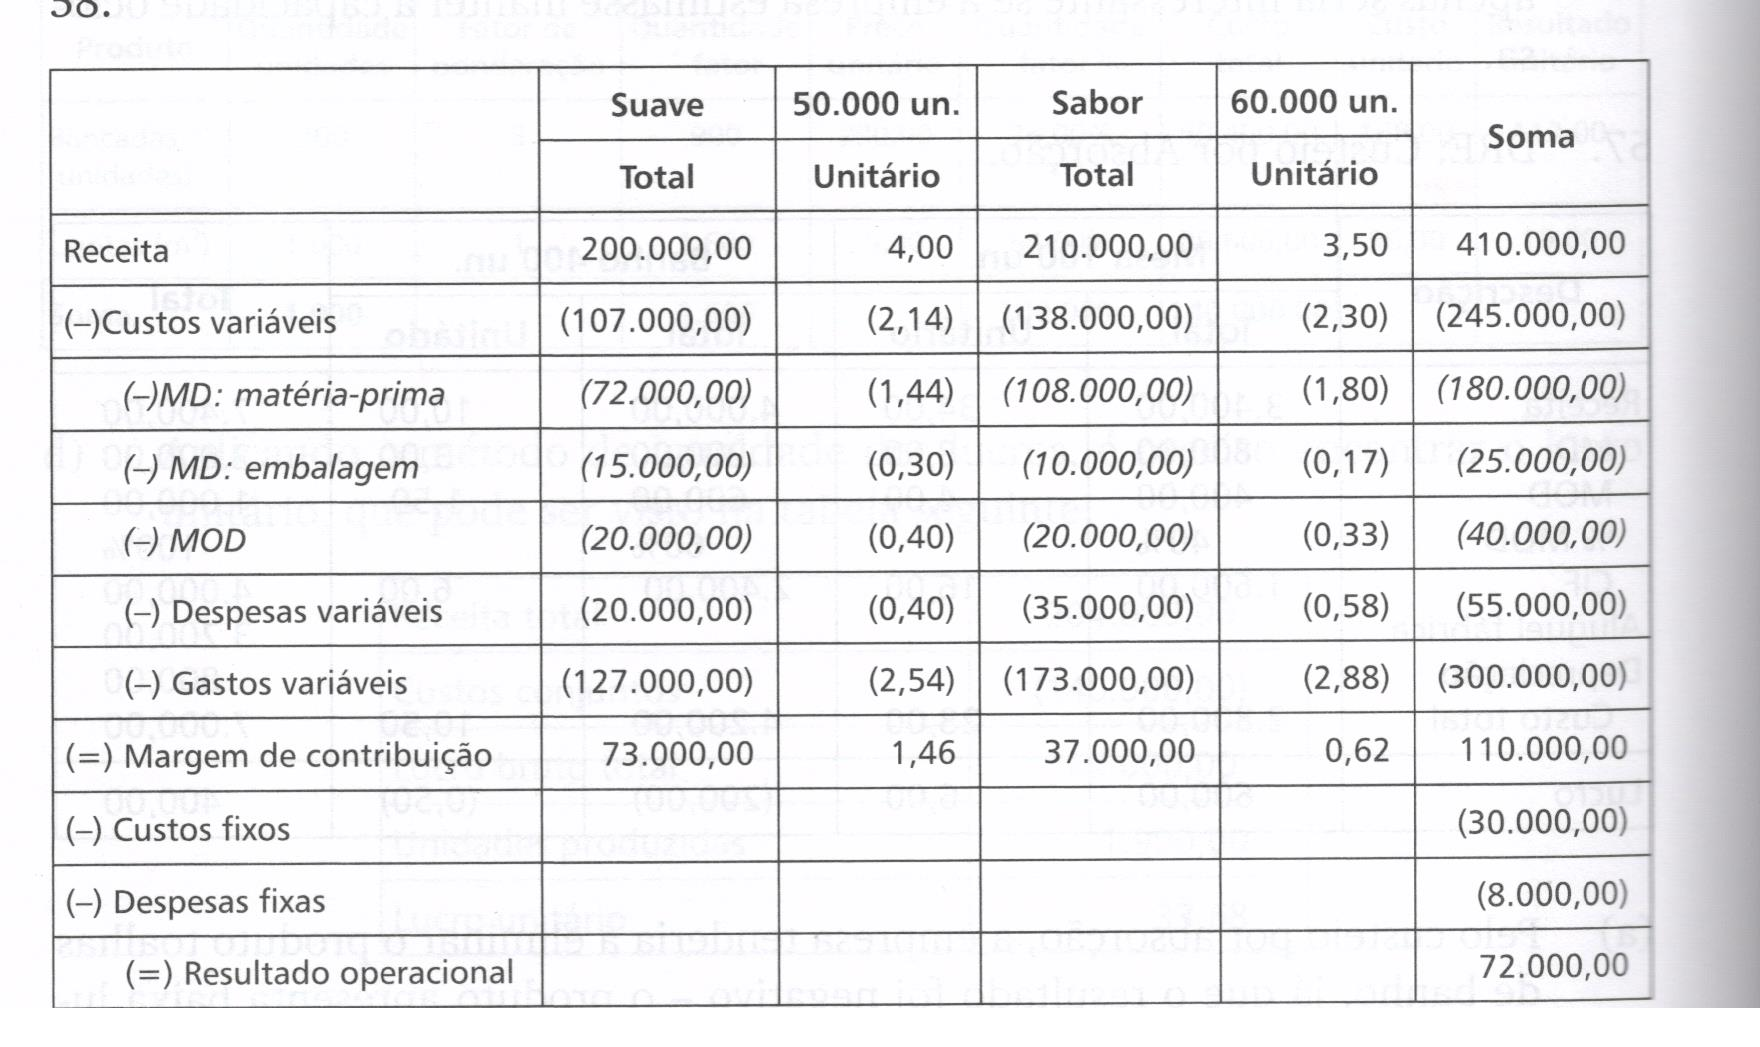 58.
Suave 50.000 un. Sabor 60.000 un. Soma
Total Unitário Total Unitário
Receita 200.000,00 4,00 210.000,00 3,50 410.000,00
(–)Custos variáveis (107.000,00) (2,14) (138.000,00) (2,30) (245.000,00)
(–)MD: matéria-prima (72.000,00) (1,44) (108.000,00) (1,80) (180.000,00)
(–) MD: embalagem (15.000,00) (0,30) (10.000,00) (0,17) (25.000,00)
(–) MOD (20.000,00) (0,40) (20.000,00) (0,33) (40.000,00)
(–) Despesas variáveis (20.000,00) (0,40) (35.000,00) (0,58) (55.000,00)
(–) Gastos variáveis (127.000,00) (2,54) (173.000,00) (2,88) (300.000,00)
(=) Margem de contribuição 73.000,00 1,46 37.000,00 0,62 110.000,00
(–) Custos fixos (30.000,00)
(–) Despesas fixas (8.000,00)
(=) Resultado operacional 72.000,00